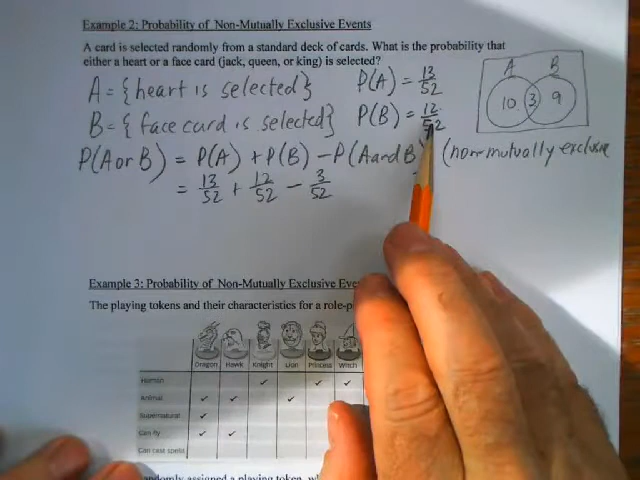 Example 2: Probability of Non-Mutually Exclusive Events
A card is selected randomly from a standard deck of cards. What is the probability that
either a heart or a face card (jack, queen, or king) is selected?
A = {heart is selected} P(A) = 13/52
B = {face card is selected} P(B) = 12/52
A B
10 3 9
P(A or B) = P(A) + P(B) - P(A and B) (non-mutually exclusive
= 13/52 + 12/52 - 3/52
Example 3: Probability of Non-Mutually Exclusive
The playing tokens and their characteristics for a
Dragon Hawk Knight Lion Princess Witch
Human ✓ ✓ ✓
Animal ✓ ✓ ✓
Supernatural ✓
Can fly ✓ ✓
Can cast spells
assigned a playing token,